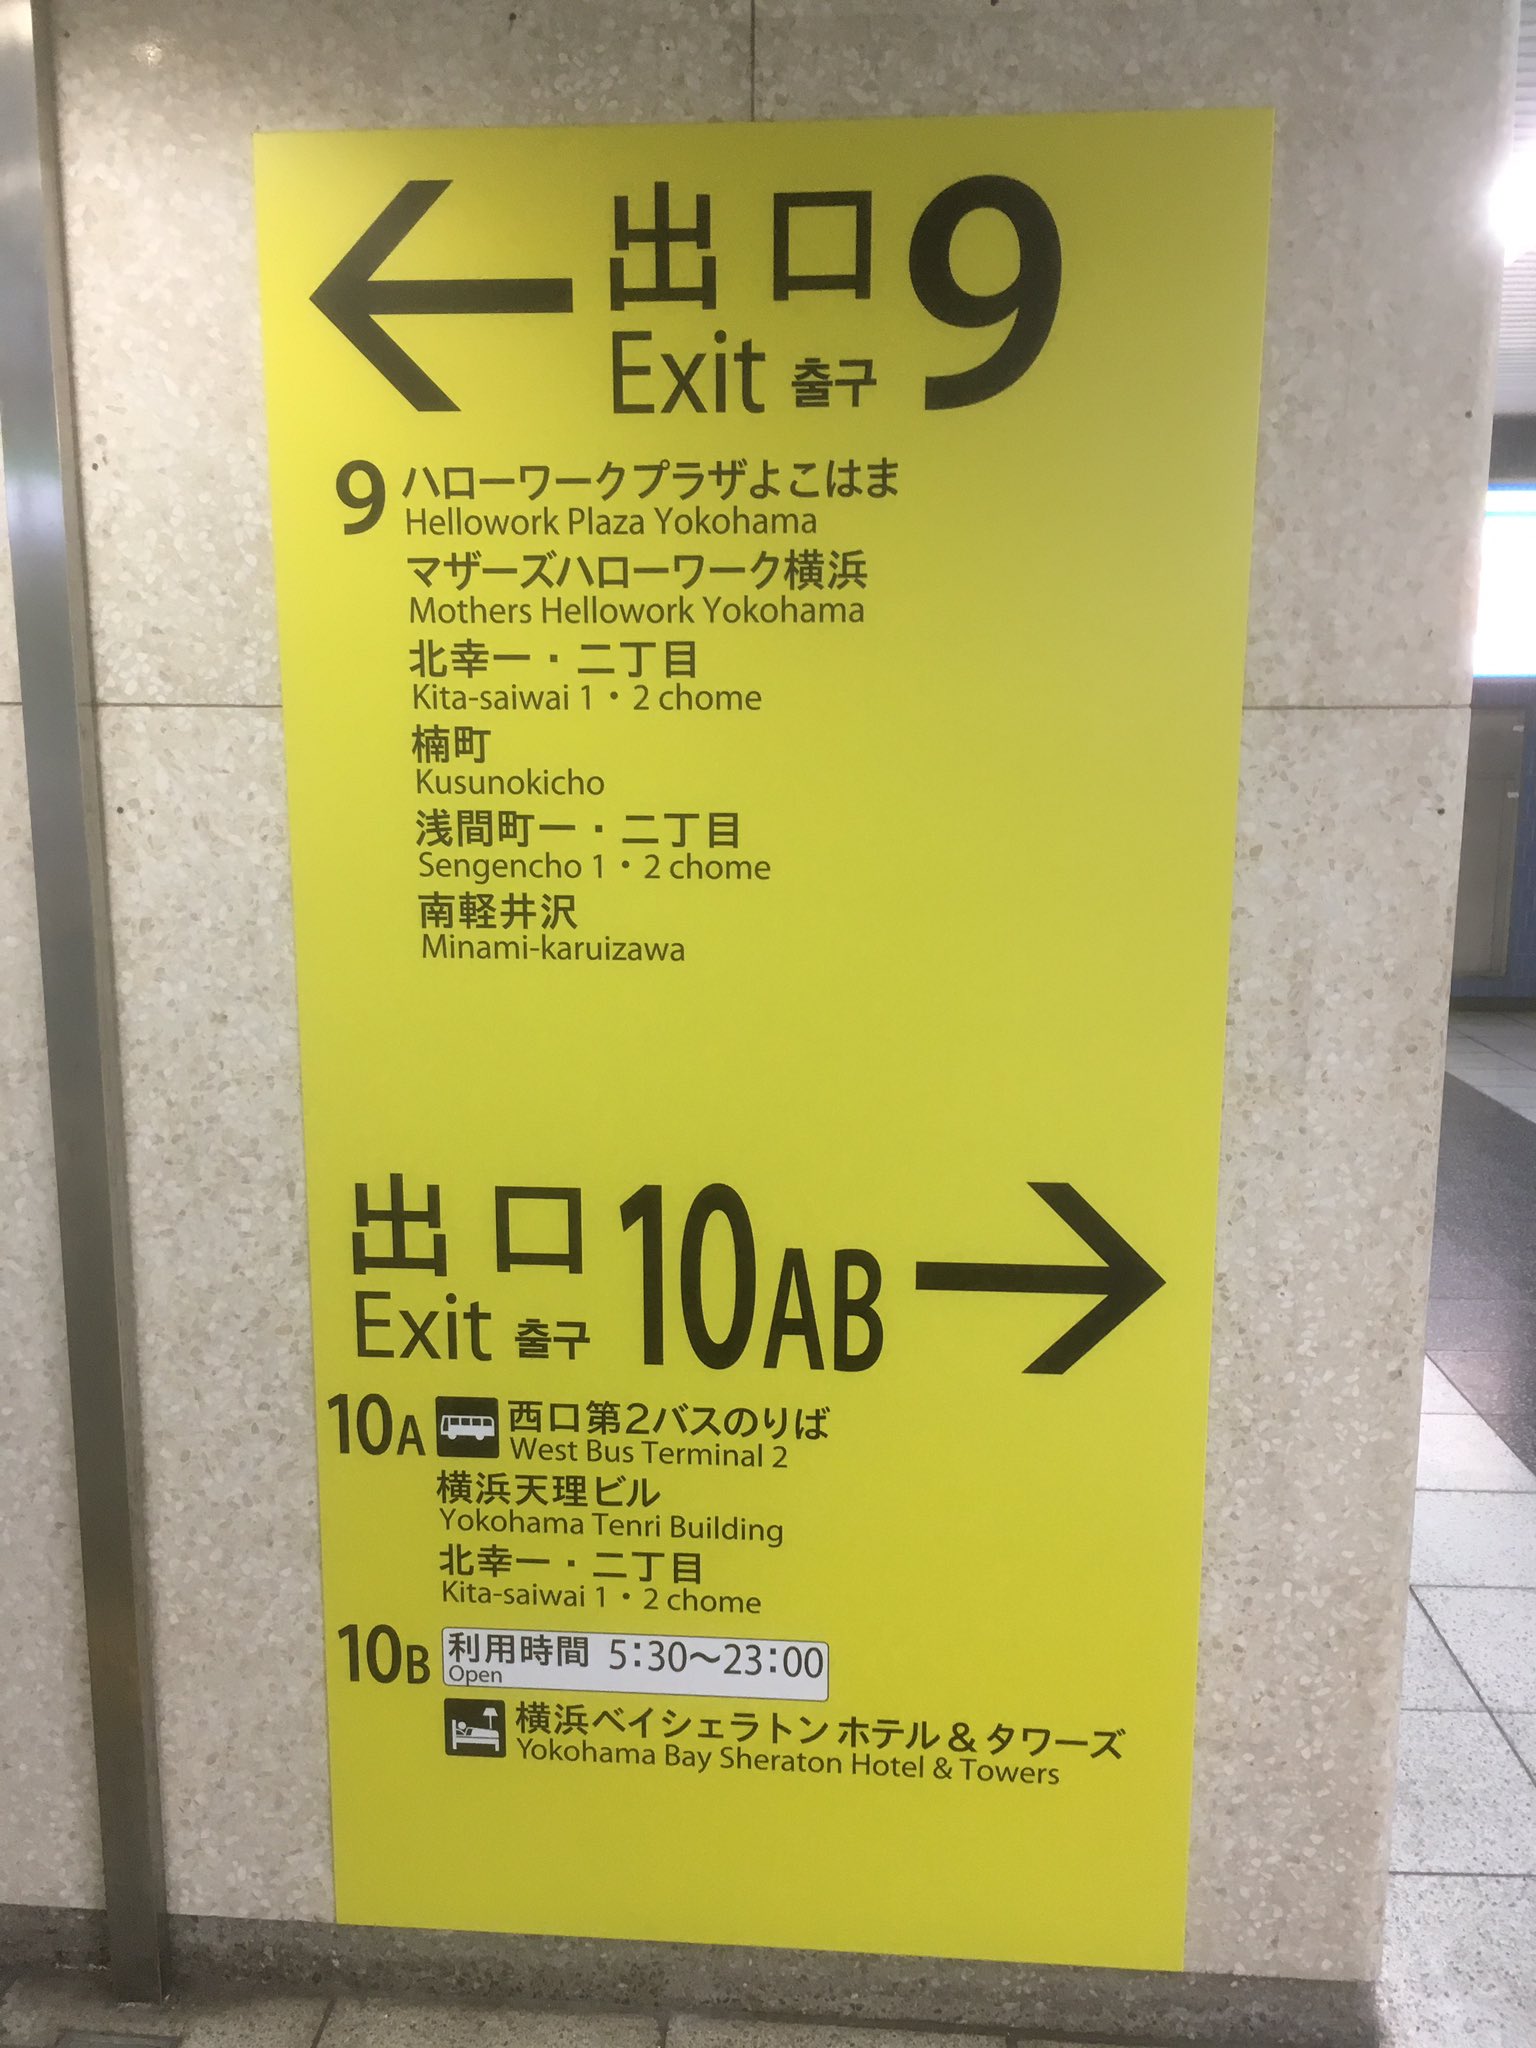 ← 出口 9
Exit 출구
9 ハローワークプラザよこはま
Hellowork Plaza Yokohama
マザーズハローワーク横浜
Mothers Hellowork Yokohama
北幸一・二丁目
Kita-saiwai 1・2 chome
楠町
Kusunokicho
浅間町一・二丁目
Sengencho 1・2 chome
南軽井沢
Minami-karuizawa
出口 10AB →
Exit 출구
10A 西口第2バスのりば
West Bus Terminal 2
横浜天理ビル
Yokohama Tenri Building
北幸一・二丁目
Kita-saiwai 1・2 chome
10B 利用時間 5:30～23:00
Open
横浜ベイシェラトン ホテル&タワーズ
Yokohama Bay Sheraton Hotel & Towers